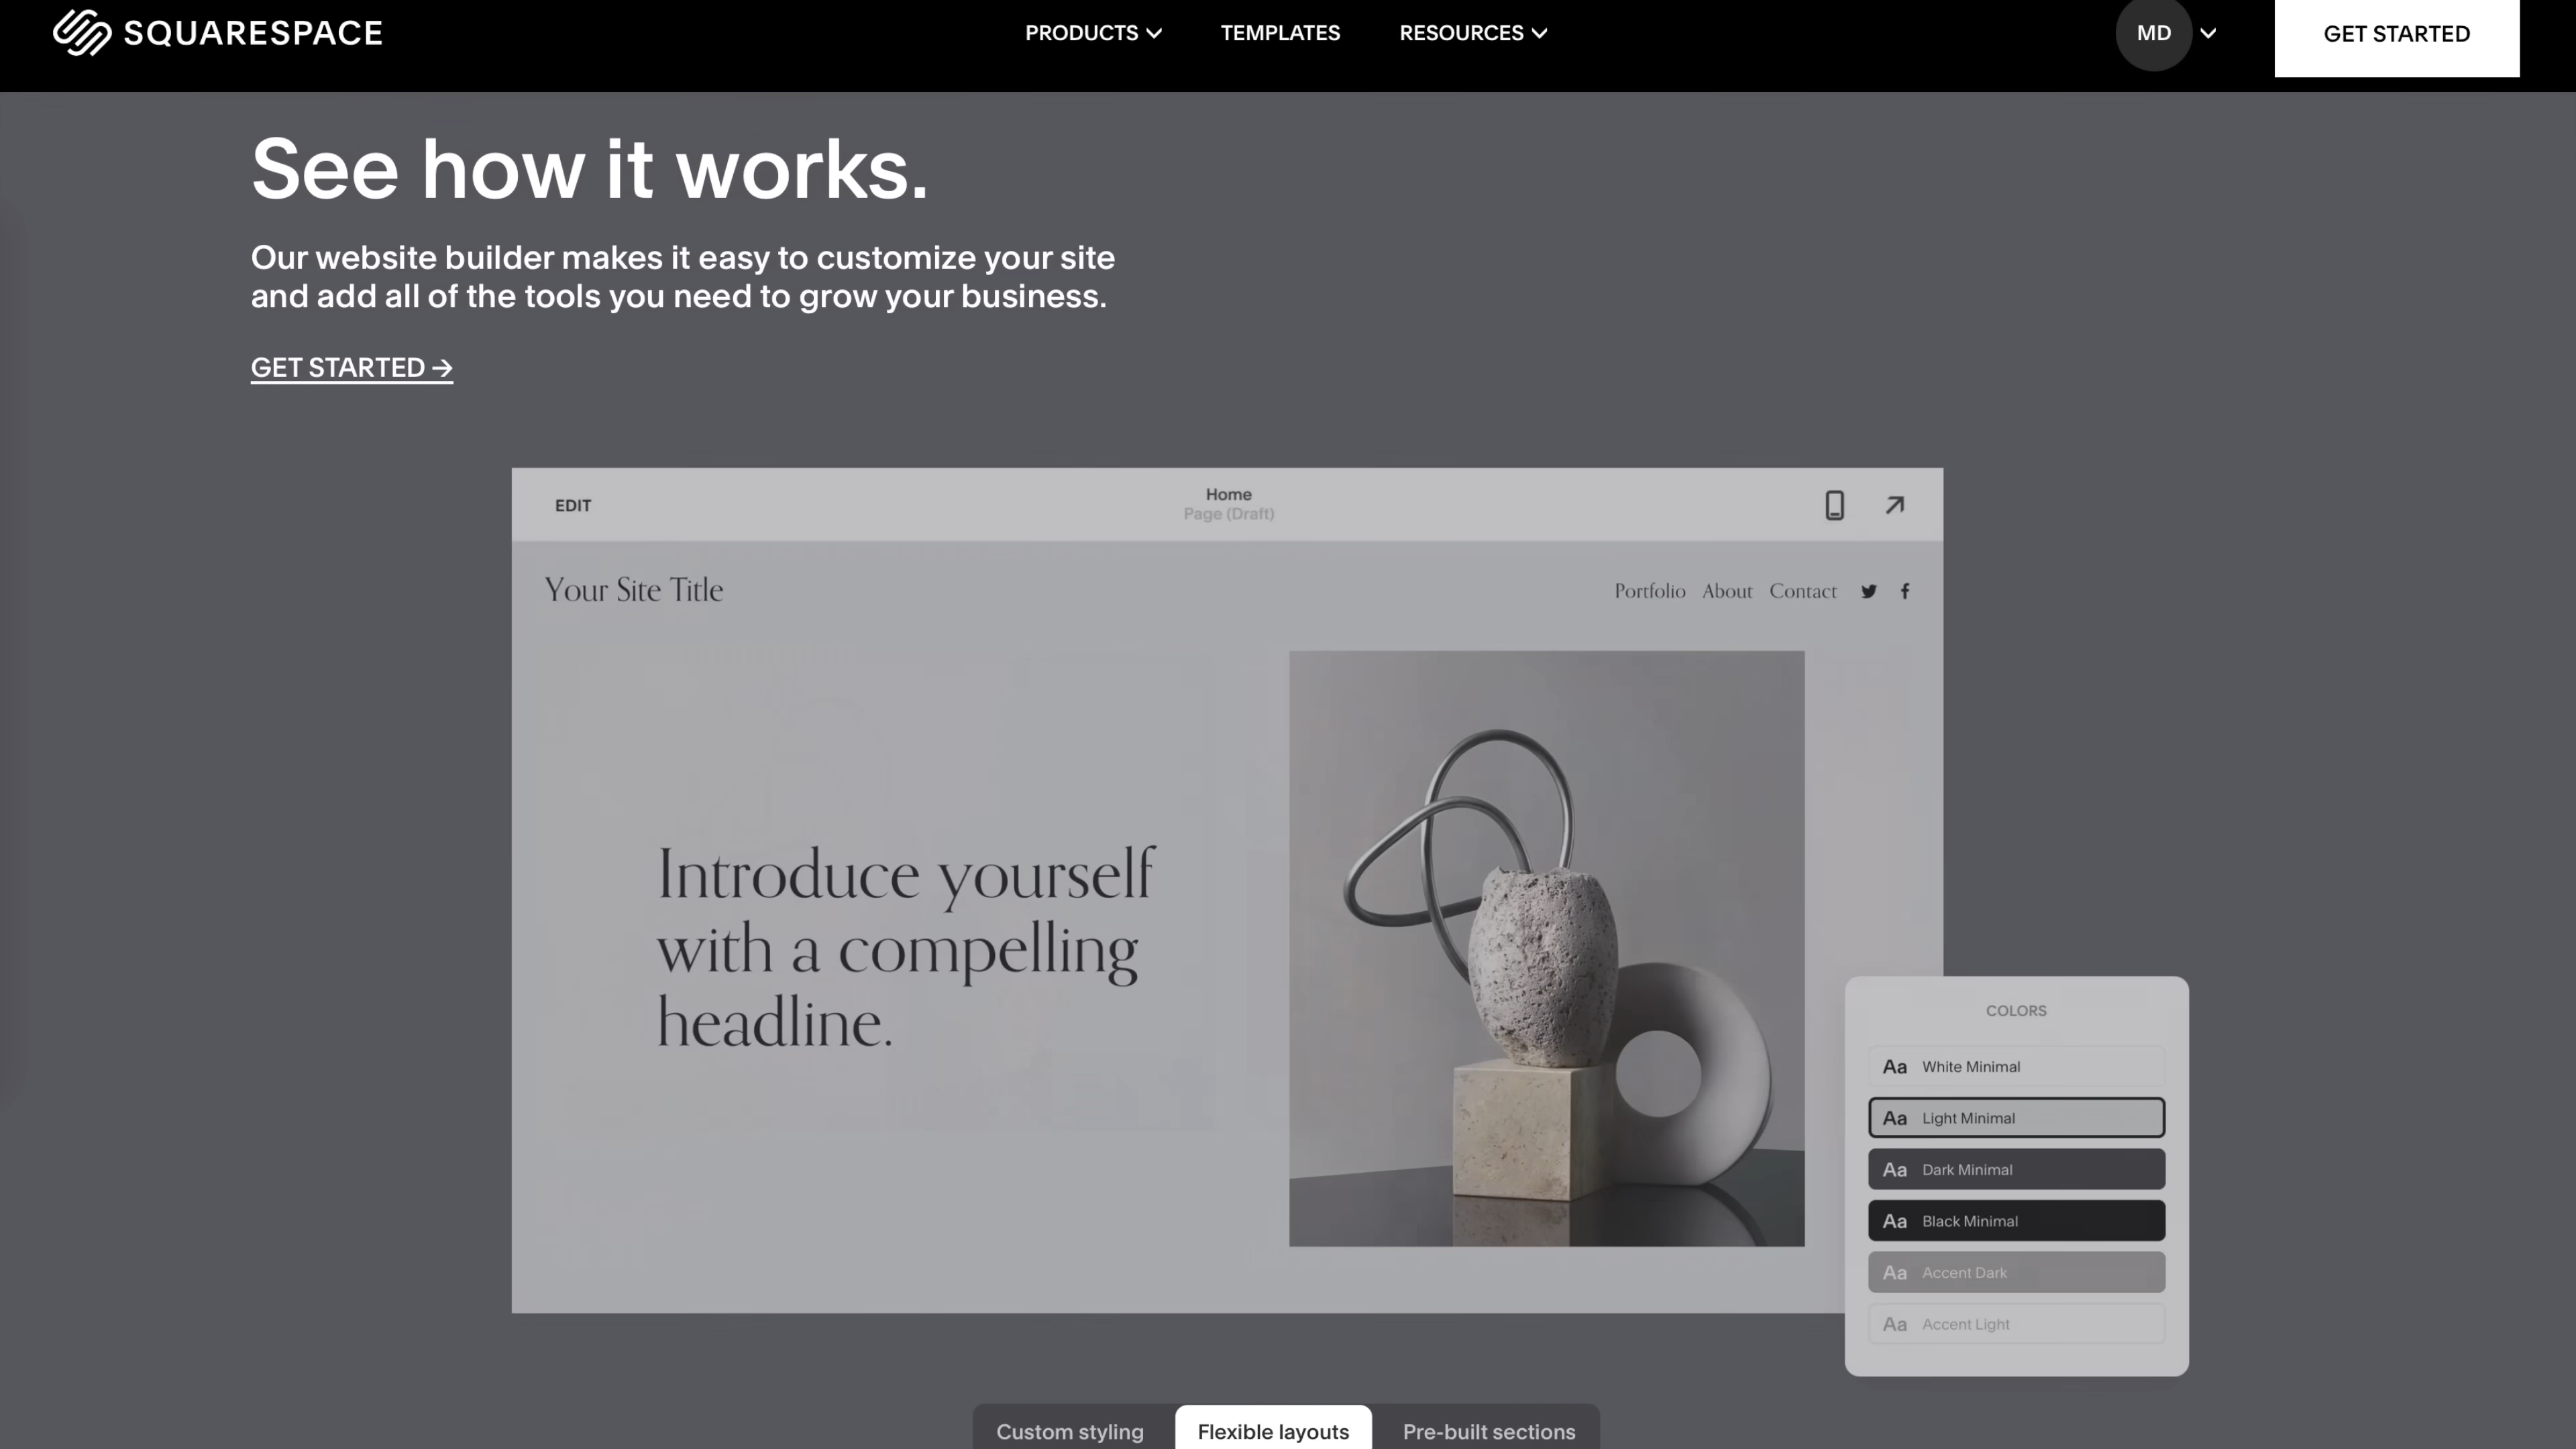 SQUARESPACE
PRODUCTS
TEMPLATES
RESOURCES
MD
GET STARTED
See how it works.
Our website builder makes it easy to customize your site
and add all of the tools you need to grow your business.
GET STARTED →
EDIT
Home
Page (Draft)
Your Site Title
Portfolio
About
Contact
Introduce yourself
with a compelling
headline.
COLORS
Aa White Minimal
Aa Light Minimal
Aa Dark Minimal
Aa Black Minimal
Aa Accent Dark
Aa Accent Light
Custom styling
Flexible layouts
Pre-built sections